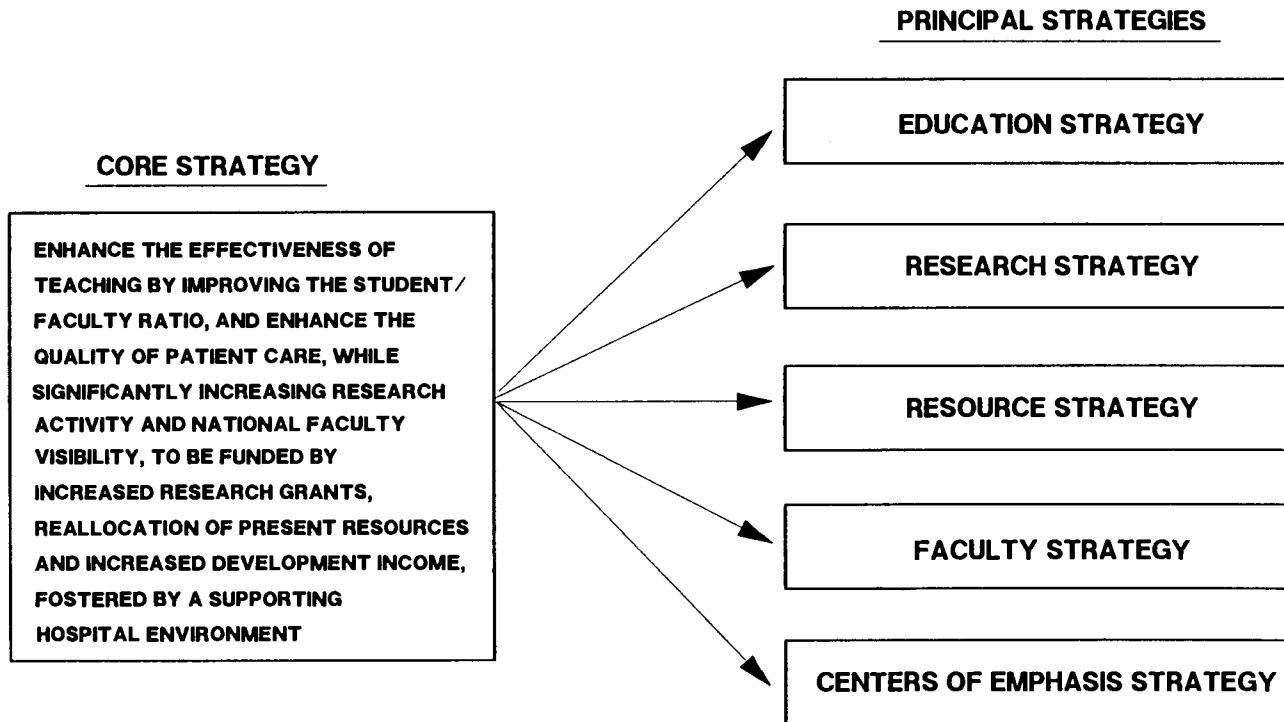 PRINCIPAL STRATEGIES
CORE STRATEGY
ENHANCE THE EFFECTIVENESS OF
TEACHING BY IMPROVING THE STUDENT/
FACULTY RATIO, AND ENHANCE THE
QUALITY OF PATIENT CARE, WHILE
SIGNIFICANTLY INCREASING RESEARCH
ACTIVITY AND NATIONAL FACULTY
VISIBILITY, TO BE FUNDED BY
INCREASED RESEARCH GRANTS,
REALLOCATION OF PRESENT RESOURCES
AND INCREASED DEVELOPMENT INCOME,
FOSTERED BY A SUPPORTING
HOSPITAL ENVIRONMENT
EDUCATION STRATEGY
RESEARCH STRATEGY
RESOURCE STRATEGY
FACULTY STRATEGY
CENTERS OF EMPHASIS STRATEGY